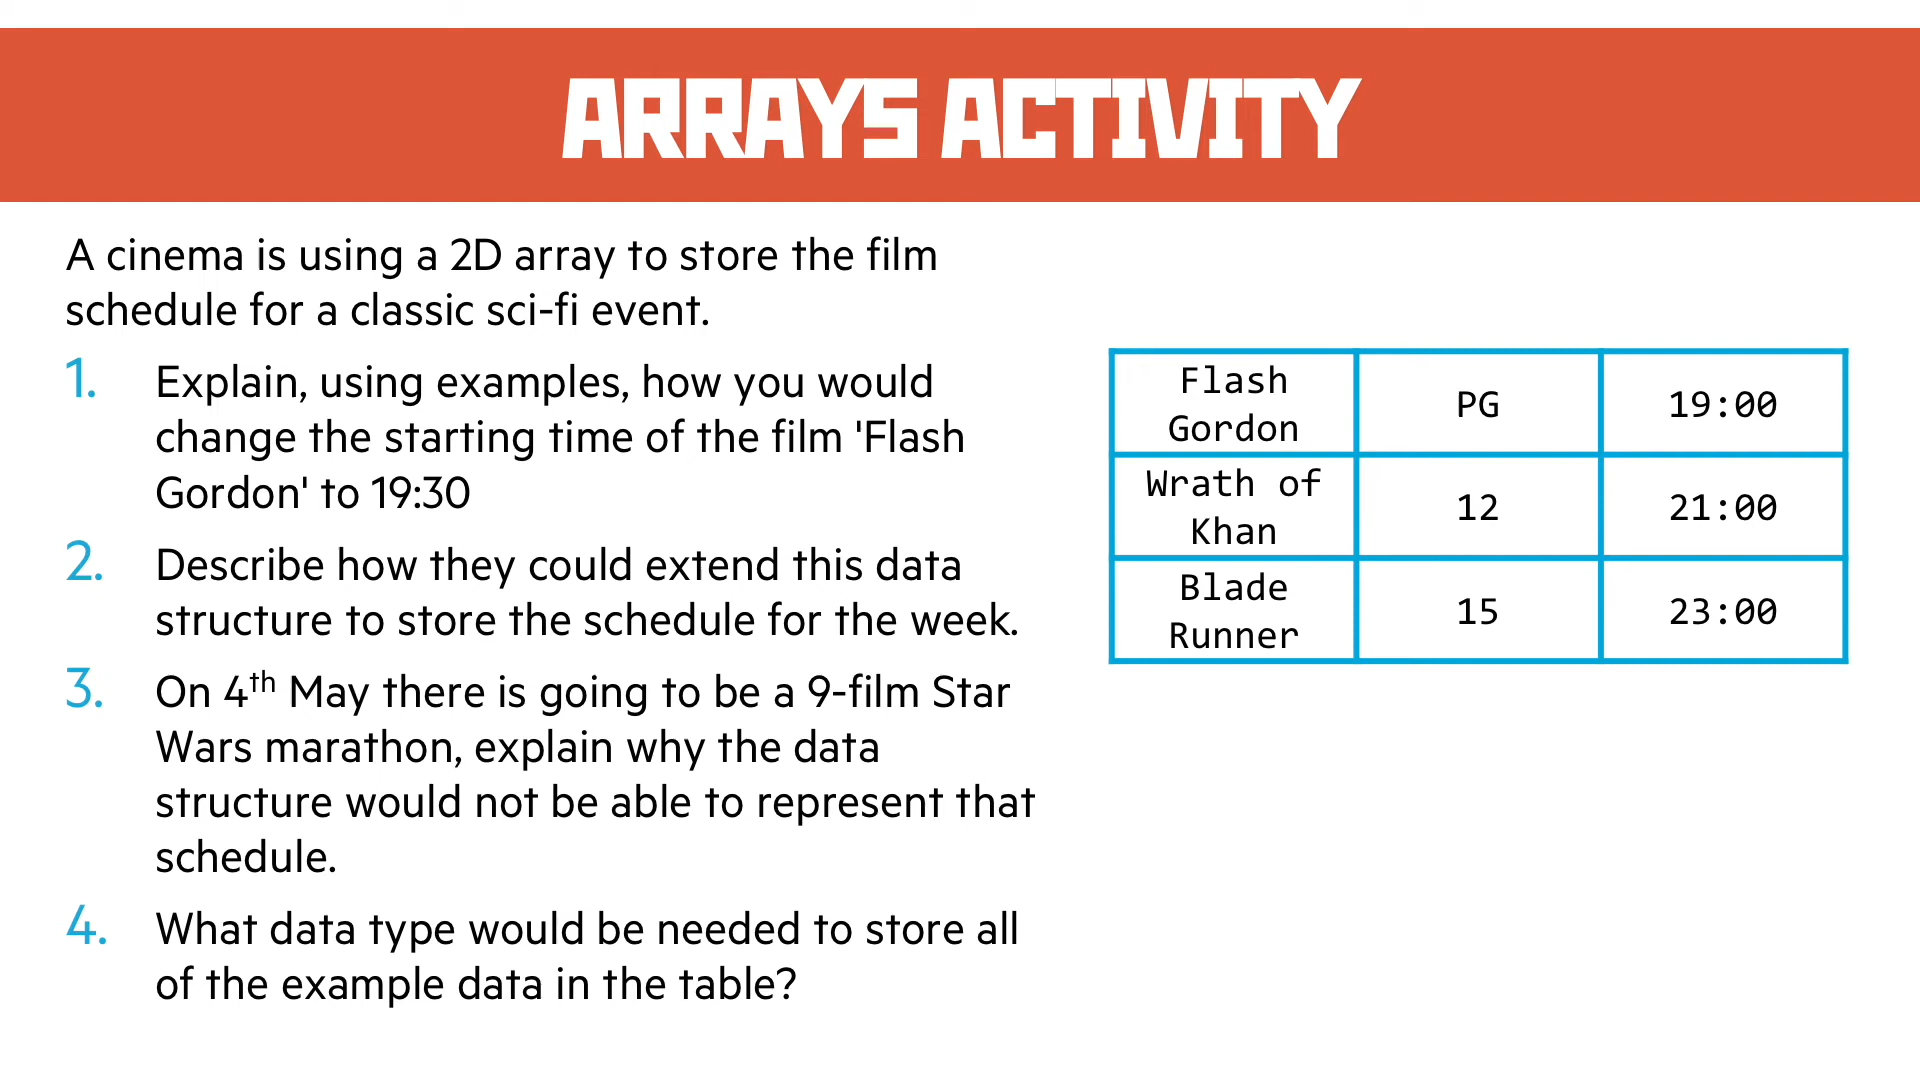 ARRAYS ACTIVITY
A cinema is using a 2D array to store the film
schedule for a classic sci-fi event.
1. Explain, using examples, how you would
change the starting time of the film 'Flash
Gordon' to 19:30
2. Describe how they could extend this data
structure to store the schedule for the week.
3. On 4th May there is going to be a 9-film Star
Wars marathon, explain why the data
structure would not be able to represent that
schedule.
4. What data type would be needed to store all
of the example data in the table?
Flash
Gordon
PG
19:00
Wrath of
Khan
12
21:00
Blade
Runner
15
23:00